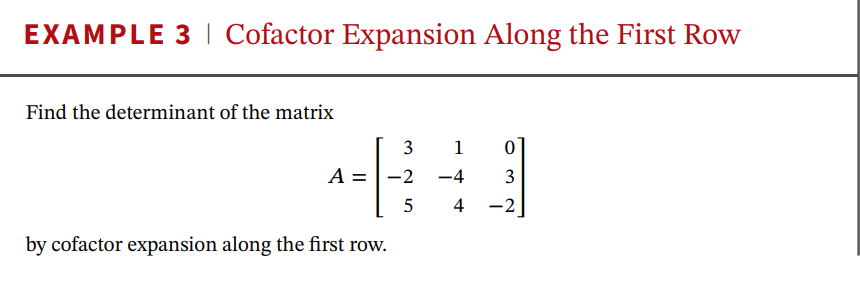 EXAMPLE 3 | Cofactor Expansion Along the First Row
Find the determinant of the matrix
3 1 0
A = −2 −4 3
5 4 −2
by cofactor expansion along the first row.